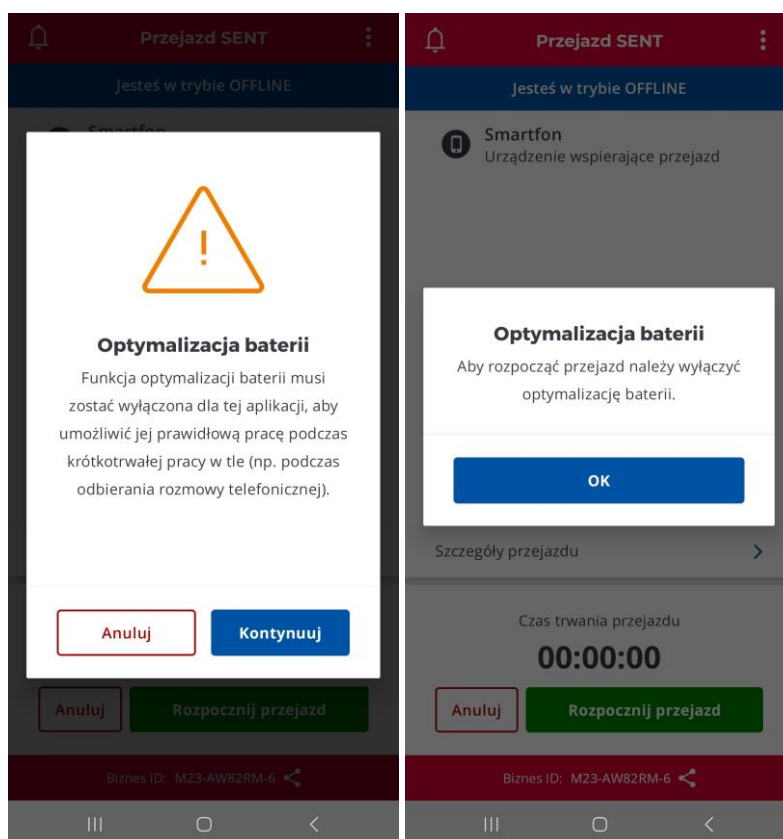 Przejazd SENT
Jesteś w trybie OFFLINE
Smartfon
Optymalizacja baterii
Funkcja optymalizacji baterii musi
zostać wyłączona dla tej aplikacji, aby
umożliwić jej prawidłową pracę podczas
krótkotrwałej pracy w tle (np. podczas
odbierania rozmowy telefonicznej).
Anuluj
Kontynuuj
Anuluj
Rozpocznij przejazd
Biznes ID: M23-AW82RM-6
Przejazd SENT
Jesteś w trybie OFFLINE
Smartfon
Urządzenie wspierające przejazd
Optymalizacja baterii
Aby rozpocząć przejazd należy wyłączyć
optymalizację baterii.
OK
Szczegóły przejazdu
Czas trwania przejazdu
00:00:00
Anuluj
Rozpocznij przejazd
Biznes ID: M23-AW82RM-6